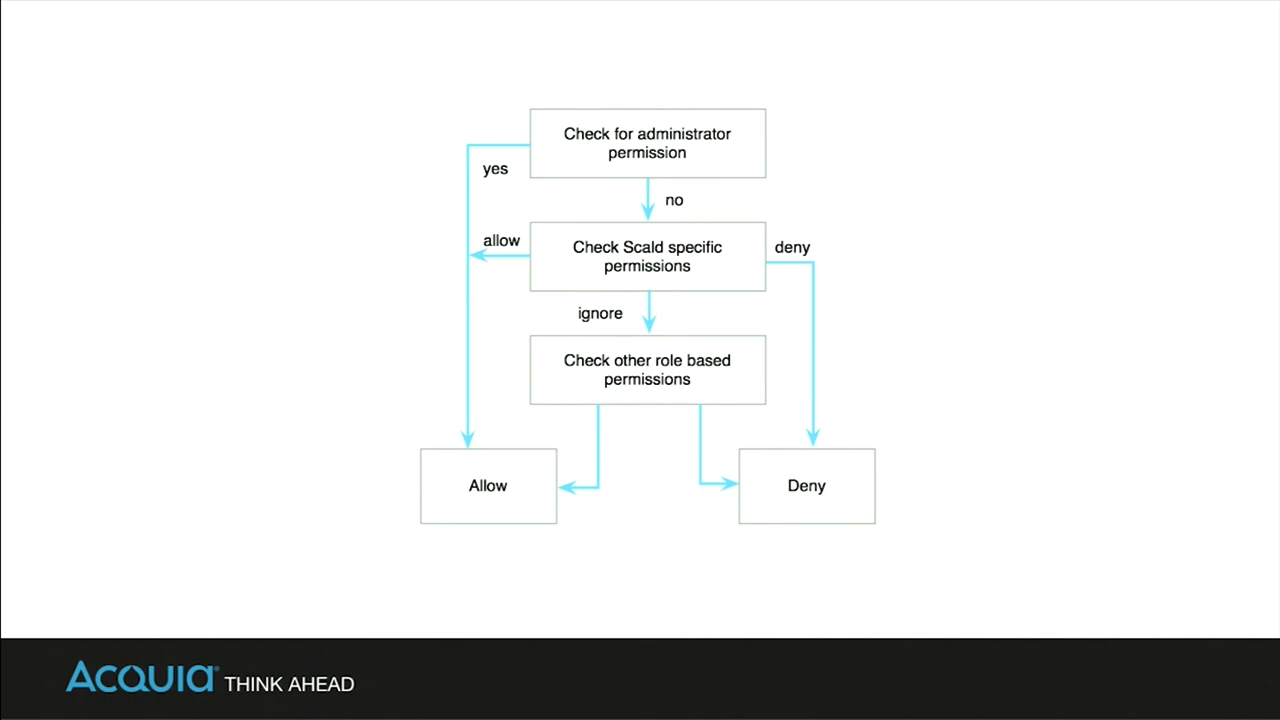 Check for administrator
permission
yes
no
allow
Check Scald specific
permissions
deny
ignore
Check other role based
permissions
Allow
Deny
ACQUIA® THINK AHEAD